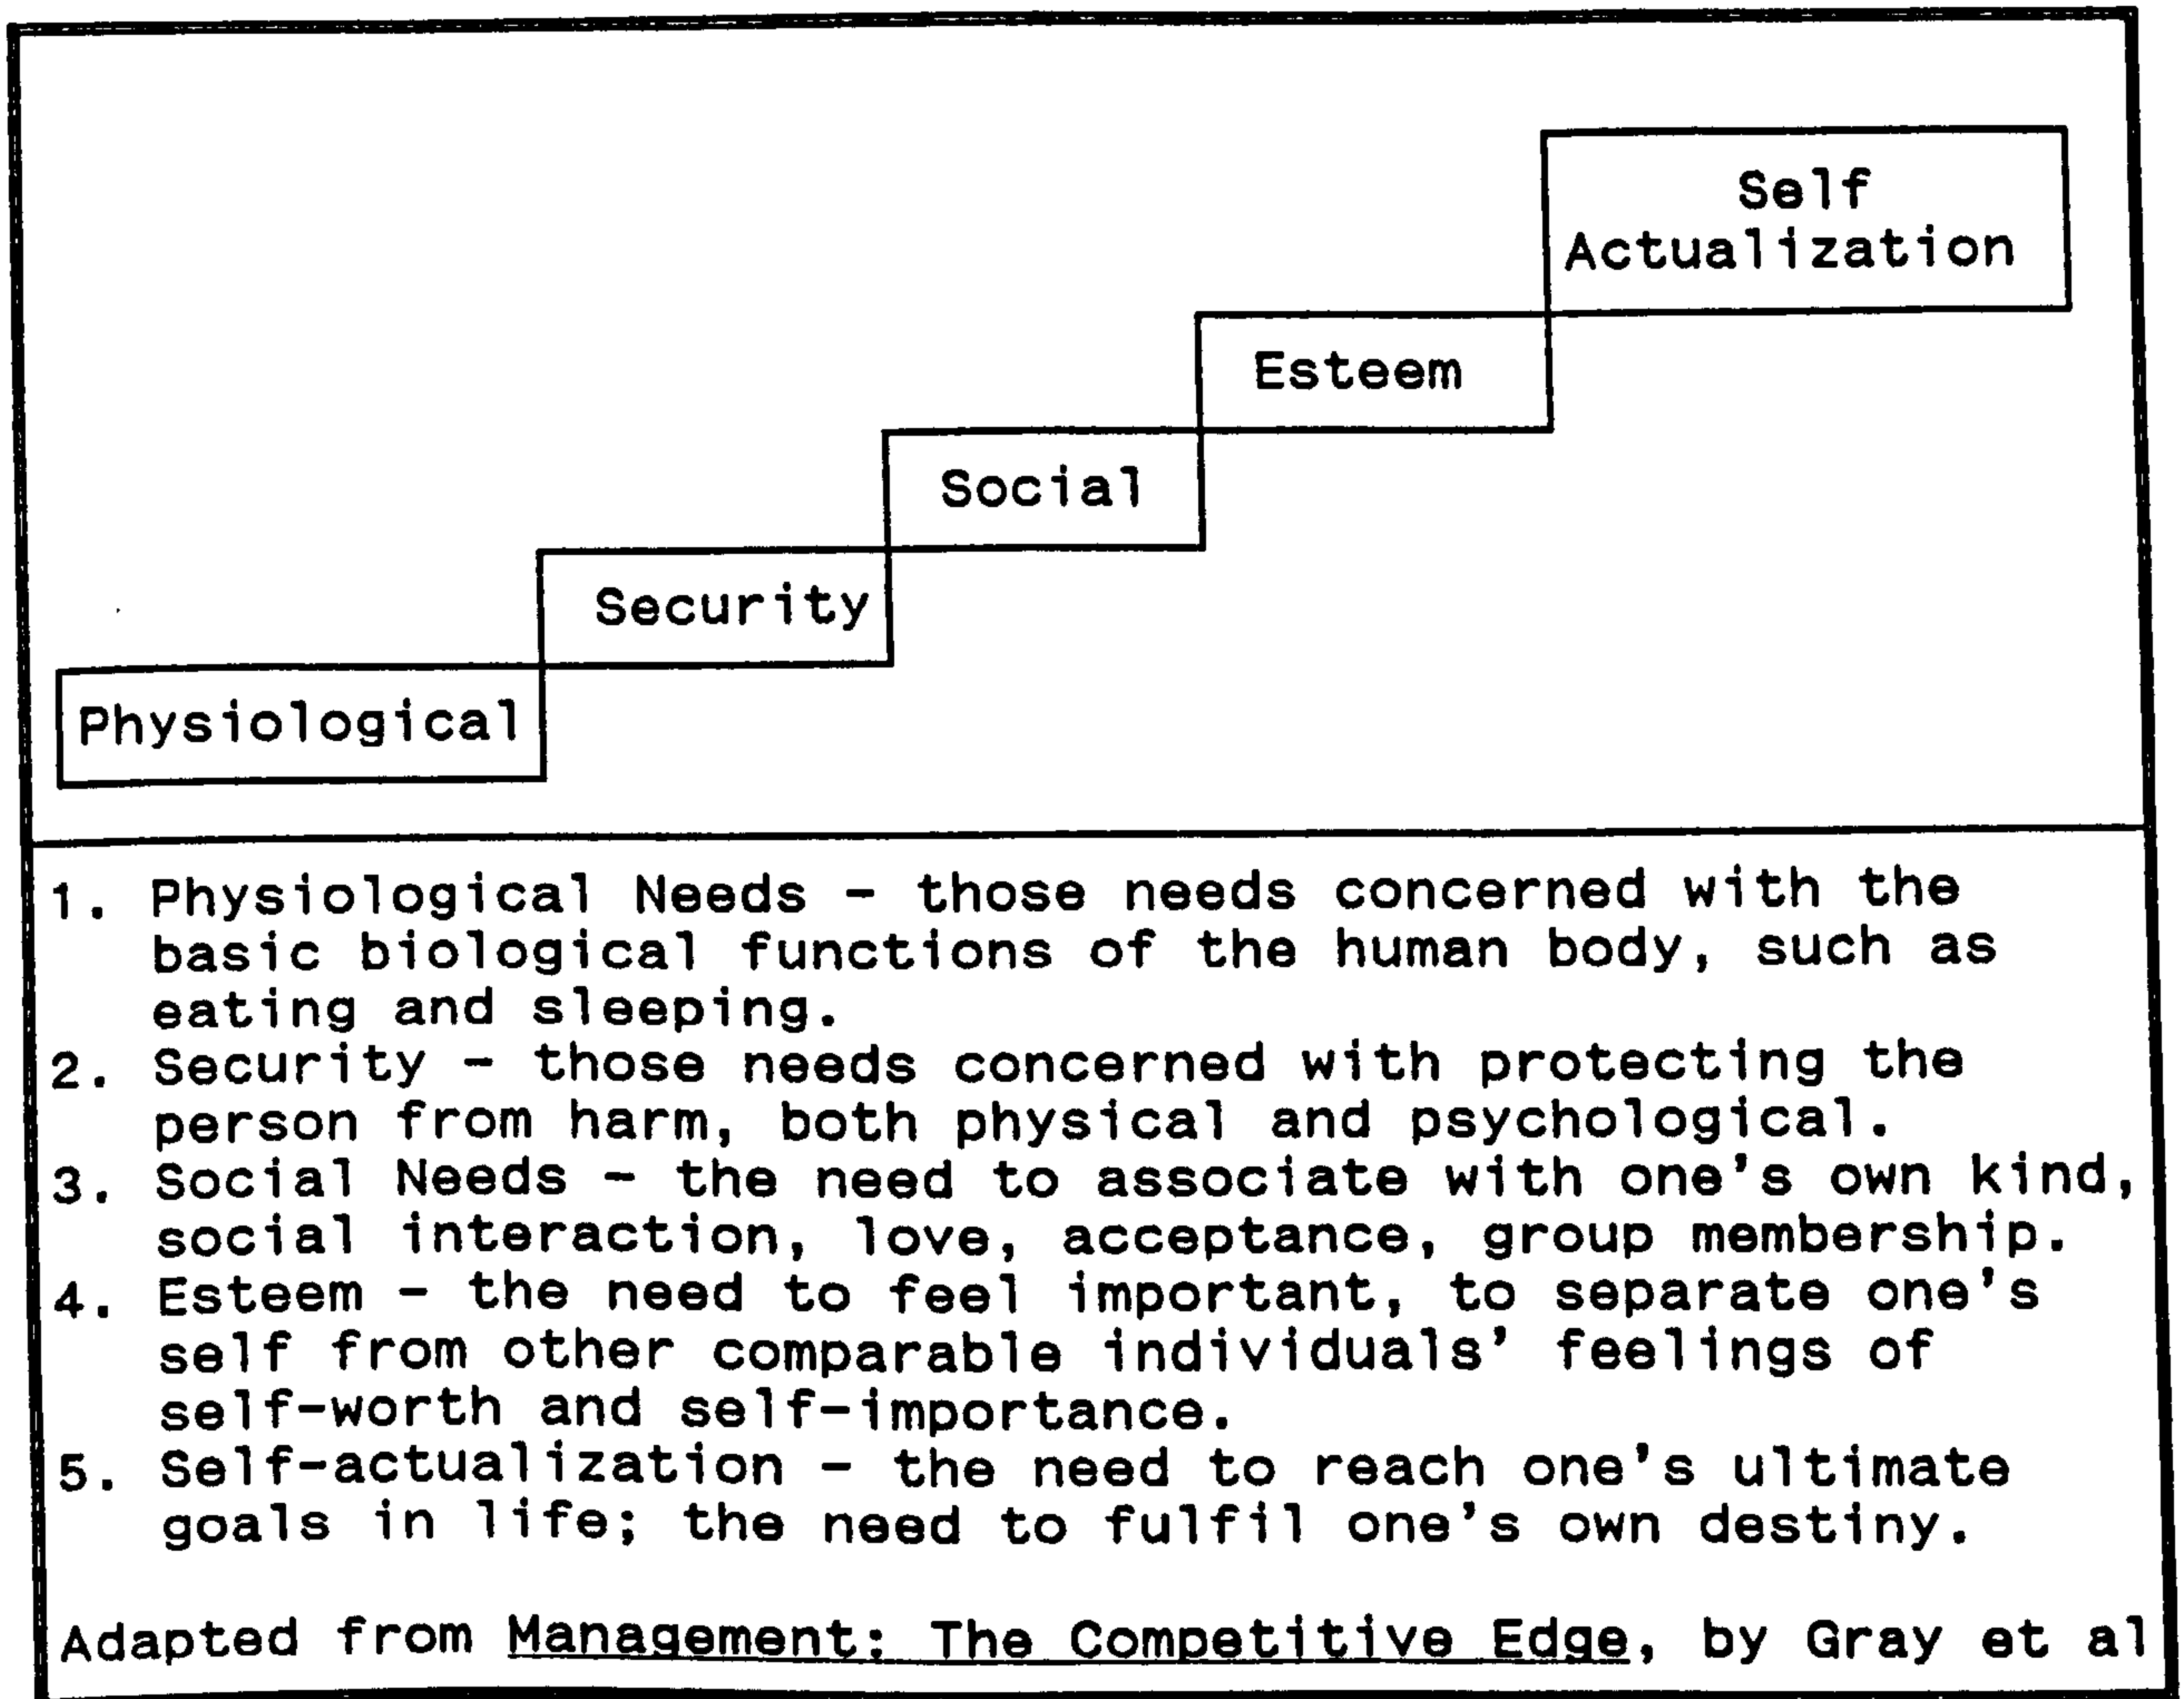 Self
Actualization
Esteem
Social
Security
Physiological
1. Physiological Needs - those needs concerned with the
basic biological functions of the human body, such as
eating and sleeping.
2. Security - those needs concerned with protecting the
person from harm, both physical and psychological.
3. Social Needs - the need to associate with one's own kind,
social interaction, love, acceptance, group membership.
4. Esteem - the need to feel important, to separate one's
self from other comparable individuals' feelings of
self-worth and self-importance.
5. Self-actualization - the need to reach one's ultimate
goals in life; the need to fulfil one's own destiny.
Adapted from Management: The Competitive Edge, by Gray et al